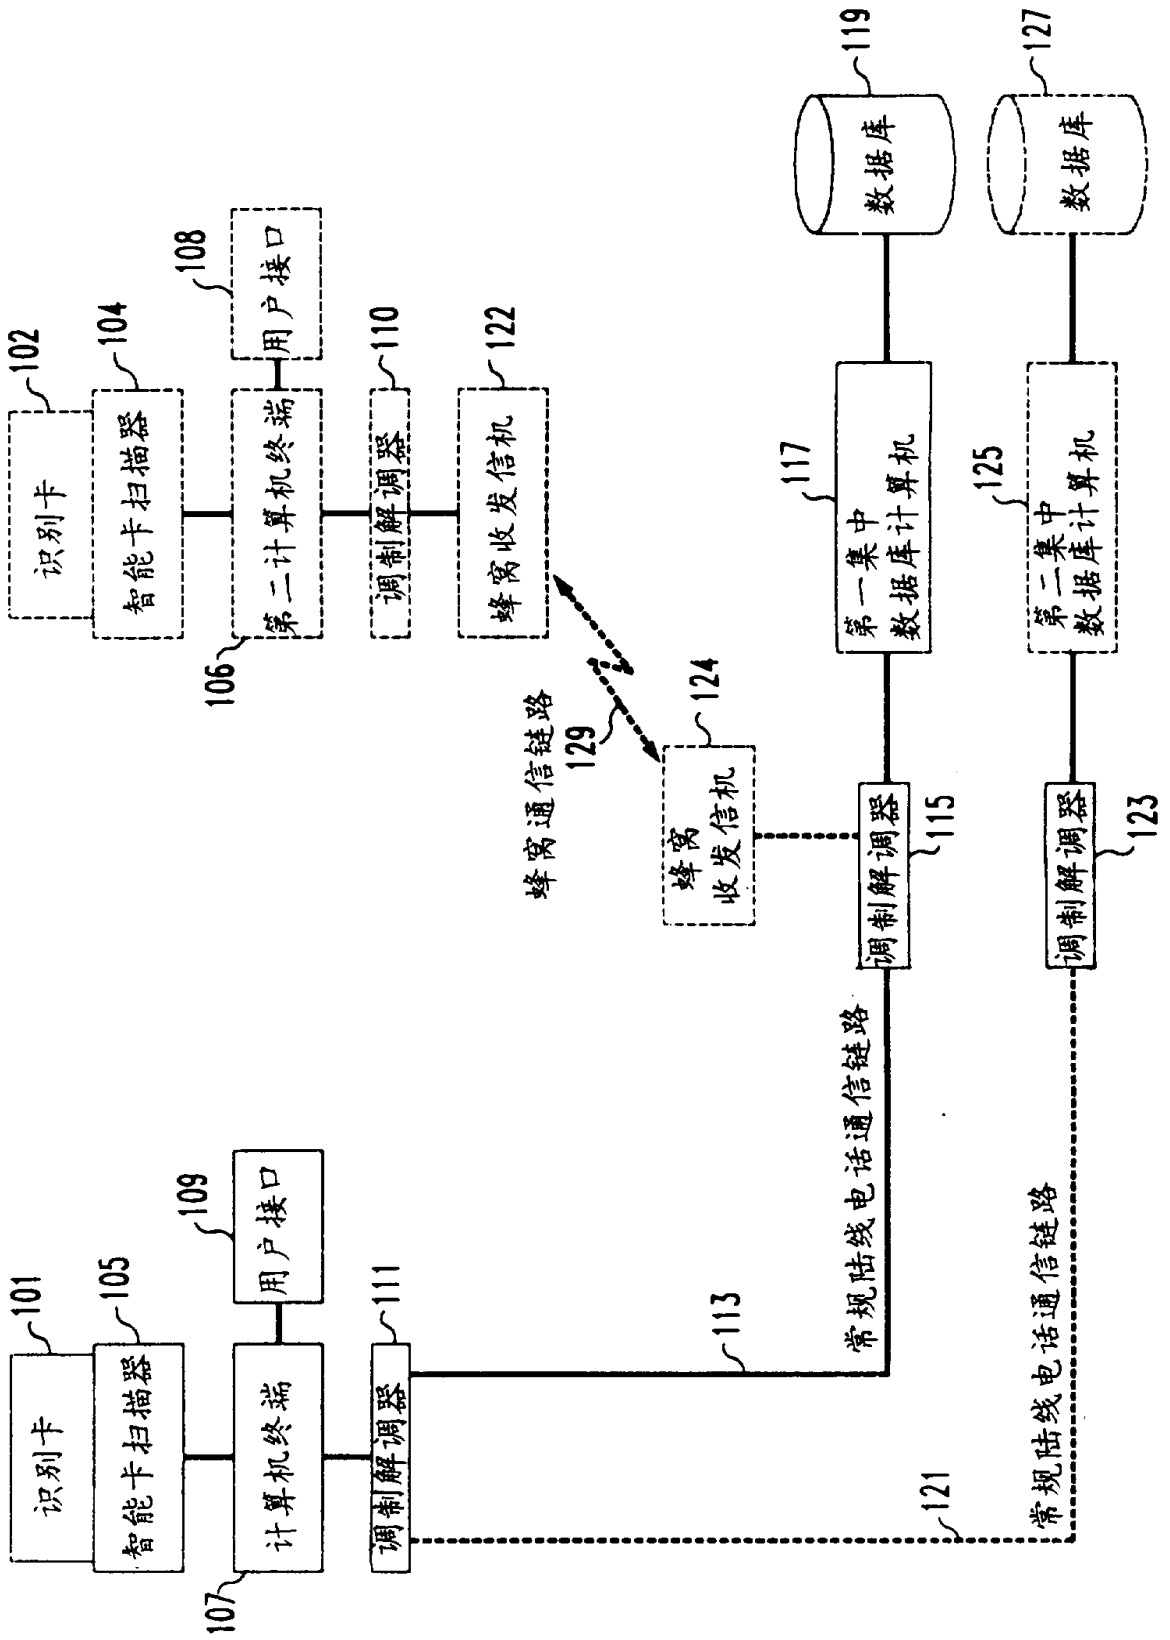 101
识别卡
105
智能卡扫描器
109
用户接口
107
计算机终端
111
调制解调器
113
常规陆线电话通信链路
121
常规陆线电话通信链路
102
识别卡
104
智能卡扫描器
108
用户接口
106
第二计算机终端
110
调制解调器
122
蜂窝收发信机
蜂窝通信链路
129
124
蜂窝
收发信机
调制解调器
115
117
第一集中
数据库计算机
119
数据库
调制解调器
123
125
第二集中
数据库计算机
127
数据库